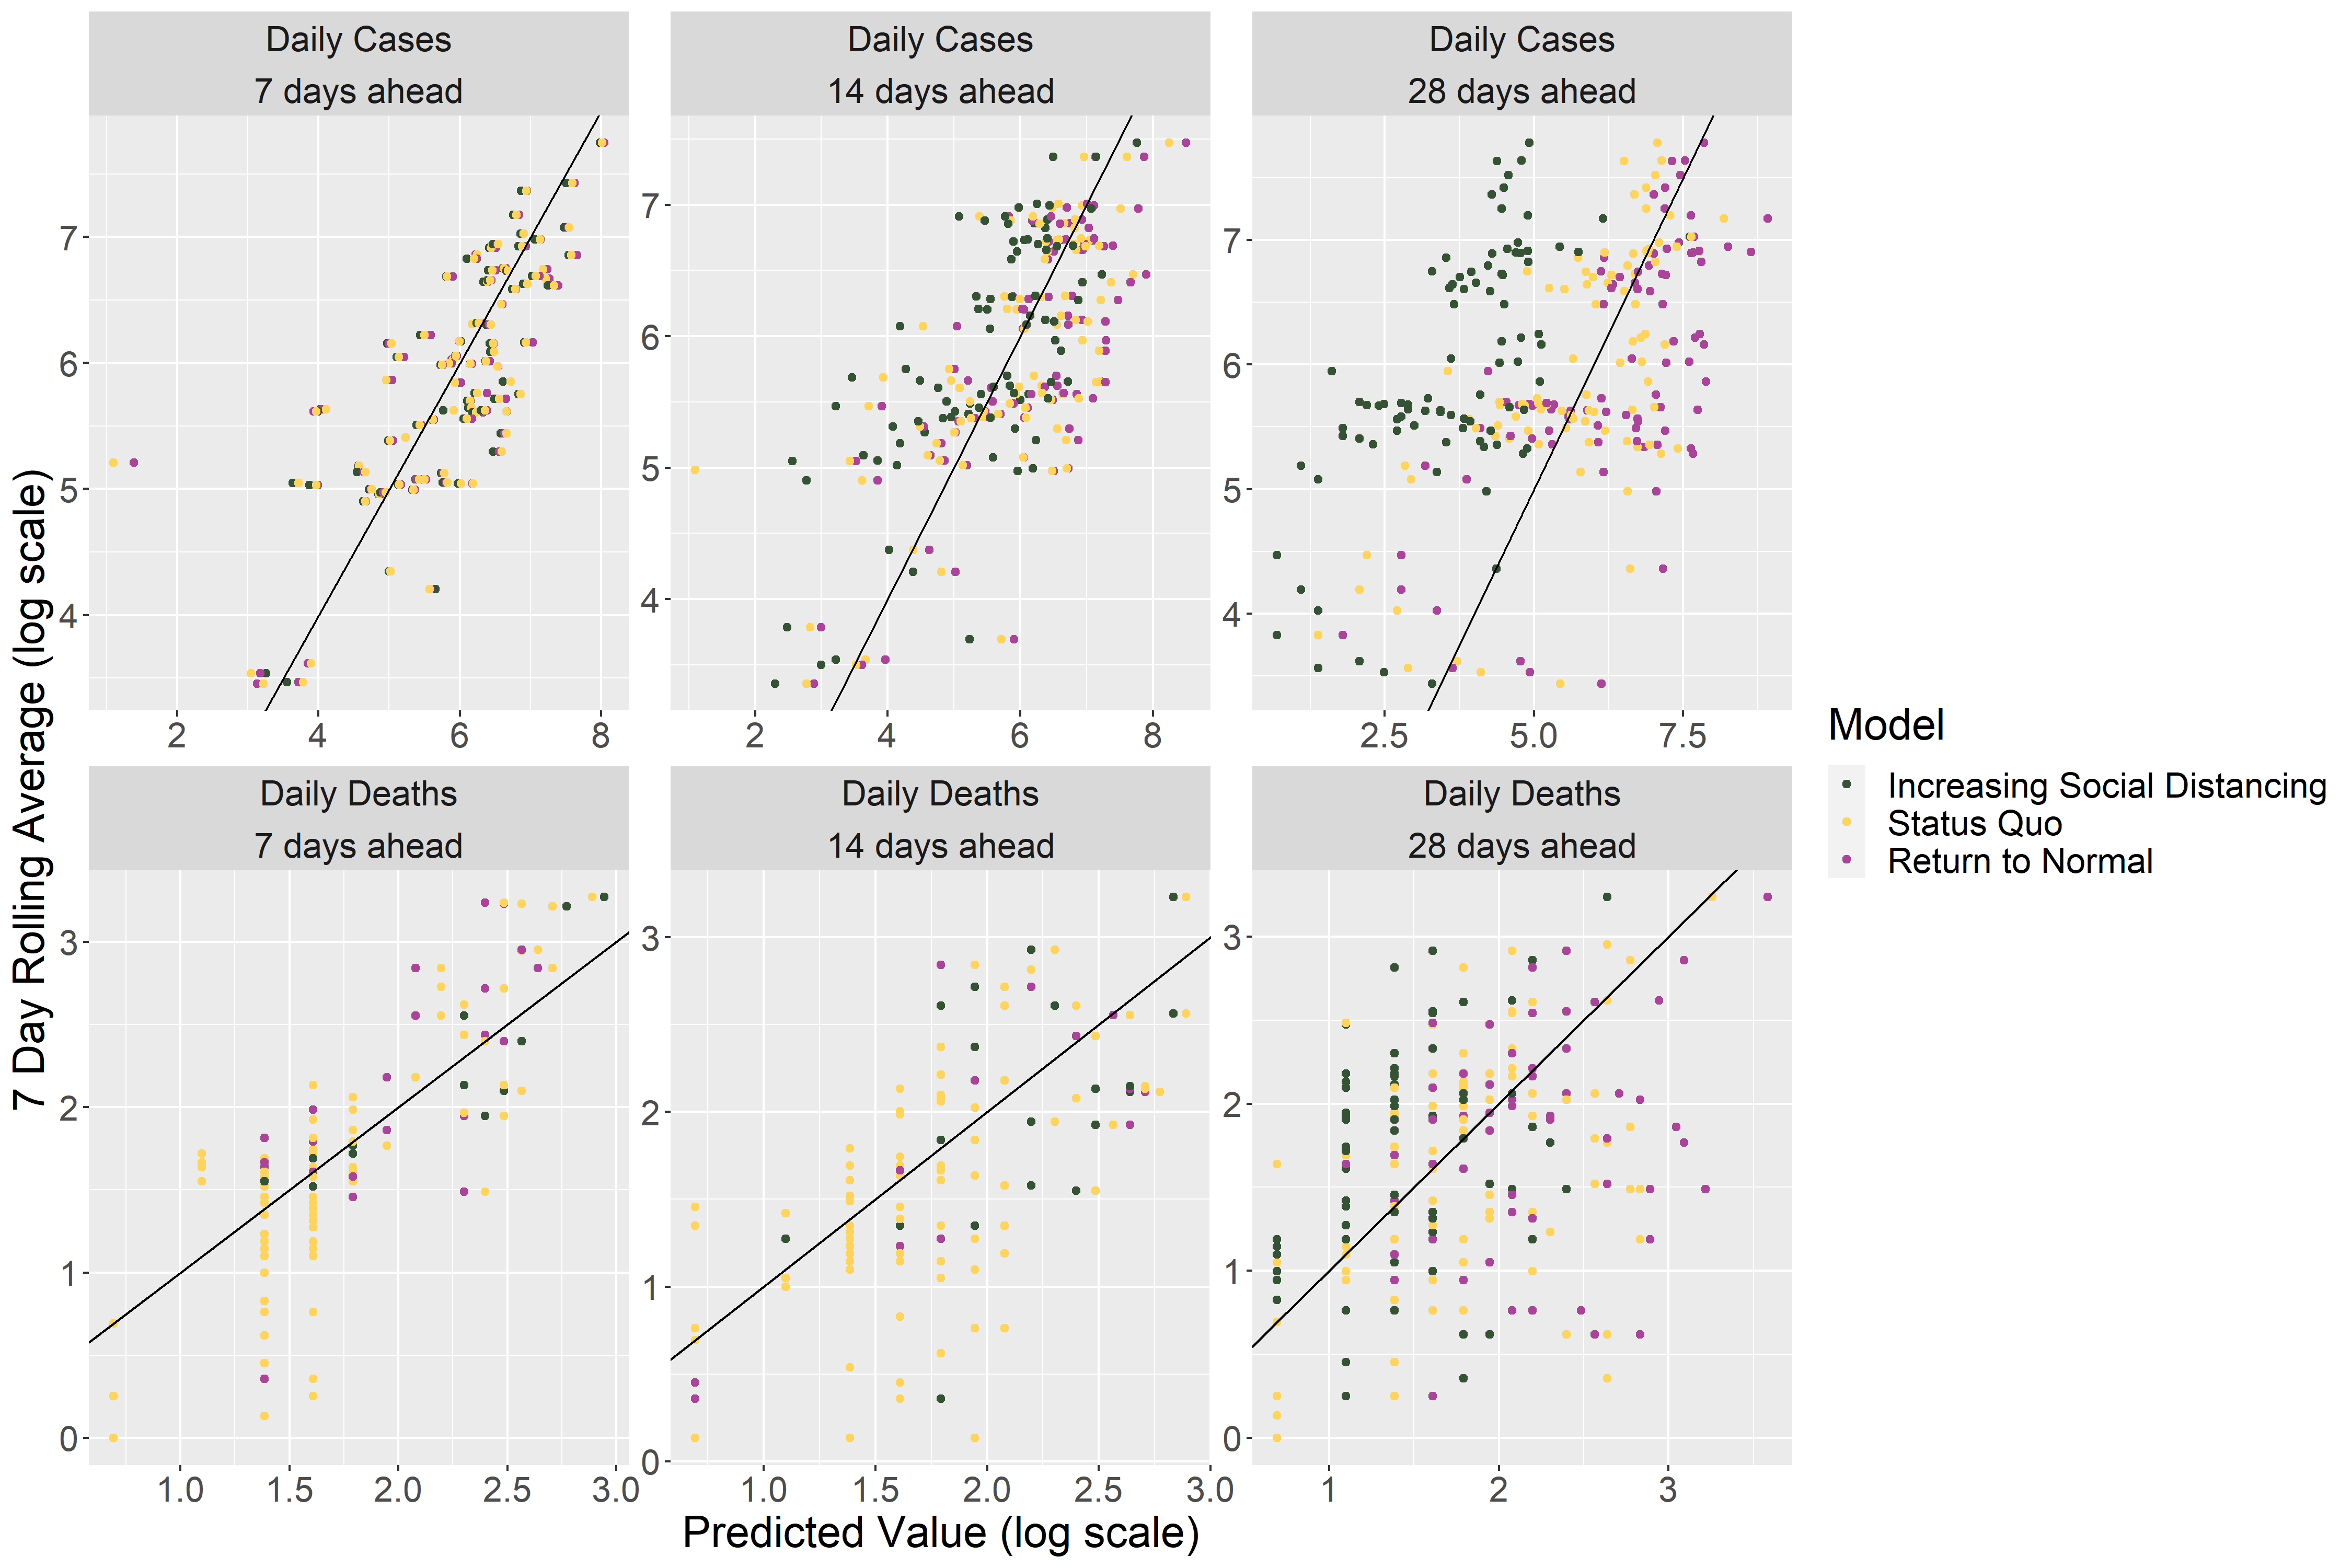 Daily Cases
7 days ahead
Daily Cases
14 days ahead
Daily Cases
28 days ahead
7
6
5
4
2
4
6
8
7
6
5
4
2
4
6
8
7
6
5
4
2.5
5.0
7.5
Daily Deaths
7 days ahead
Daily Deaths
14 days ahead
Daily Deaths
28 days ahead
3
2
1
0
1.0
1.5
2.0
2.5
3.0
3
2
1
0
1.0
1.5
2.0
2.5
3.0
3
2
1
0
1
2
3
7 Day Rolling Average (log scale)
Predicted Value (log scale)
Model
Increasing Social Distancing
Status Quo
Return to Normal